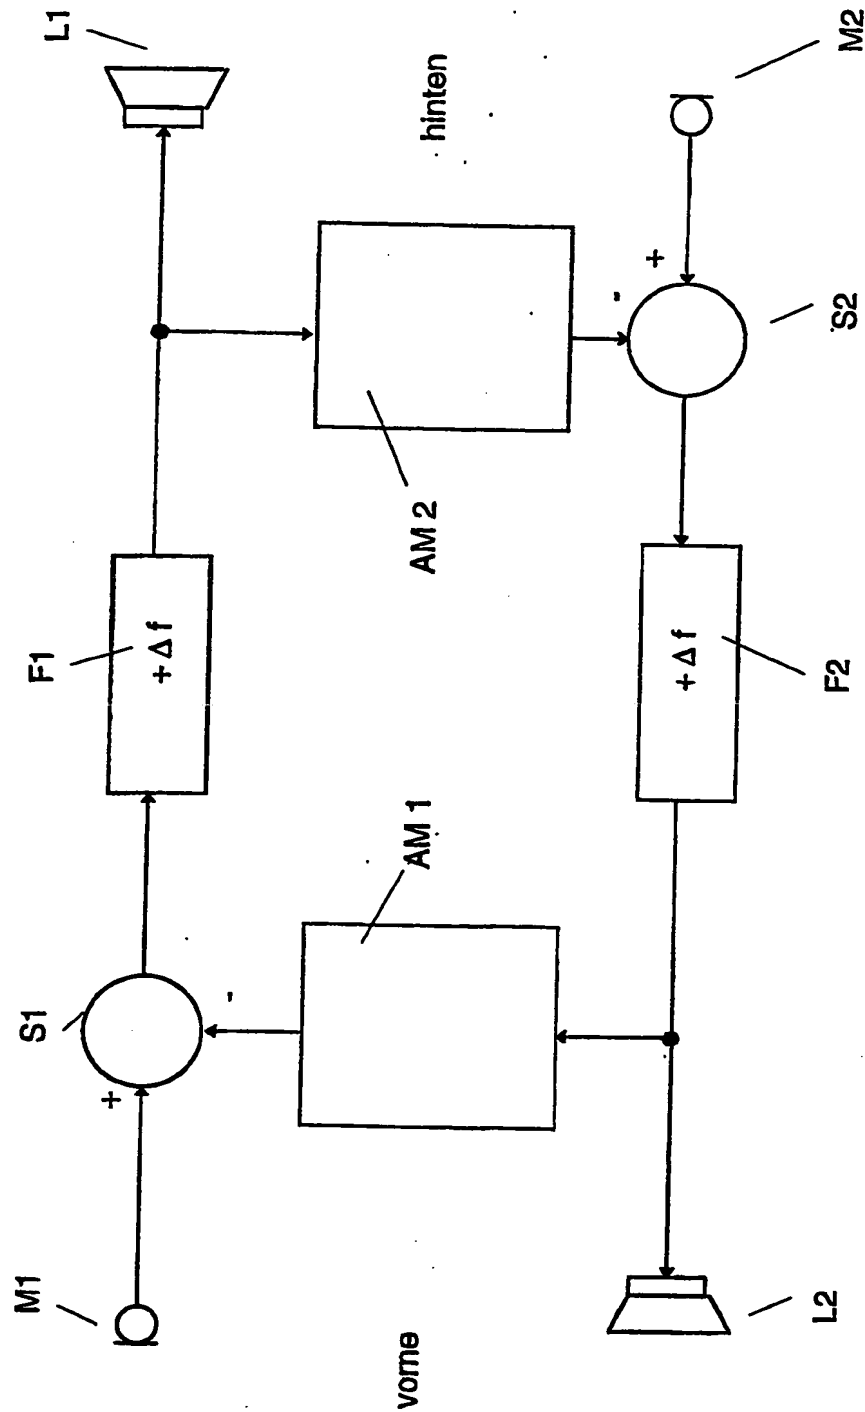 M1
S1
F1
L1
+
-
+ Δ f
vorne
AM 1
AM 2
hinten
-
+
+ Δ f
L2
F2
S2
M2